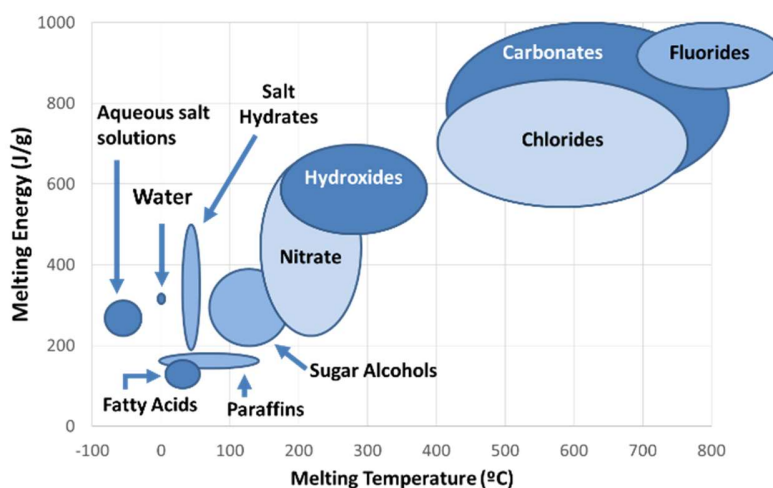 1000
800
600
400
200
0
-100
0
100
200
300
400
500
600
700
800
Melting Energy (J/g)
Melting Temperature (ºC)
Aqueous salt
solutions
Water
Salt
Hydrates
Hydroxides
Nitrate
Carbonates
Fluorides
Chlorides
Sugar Alcohols
Fatty Acids
Paraffins